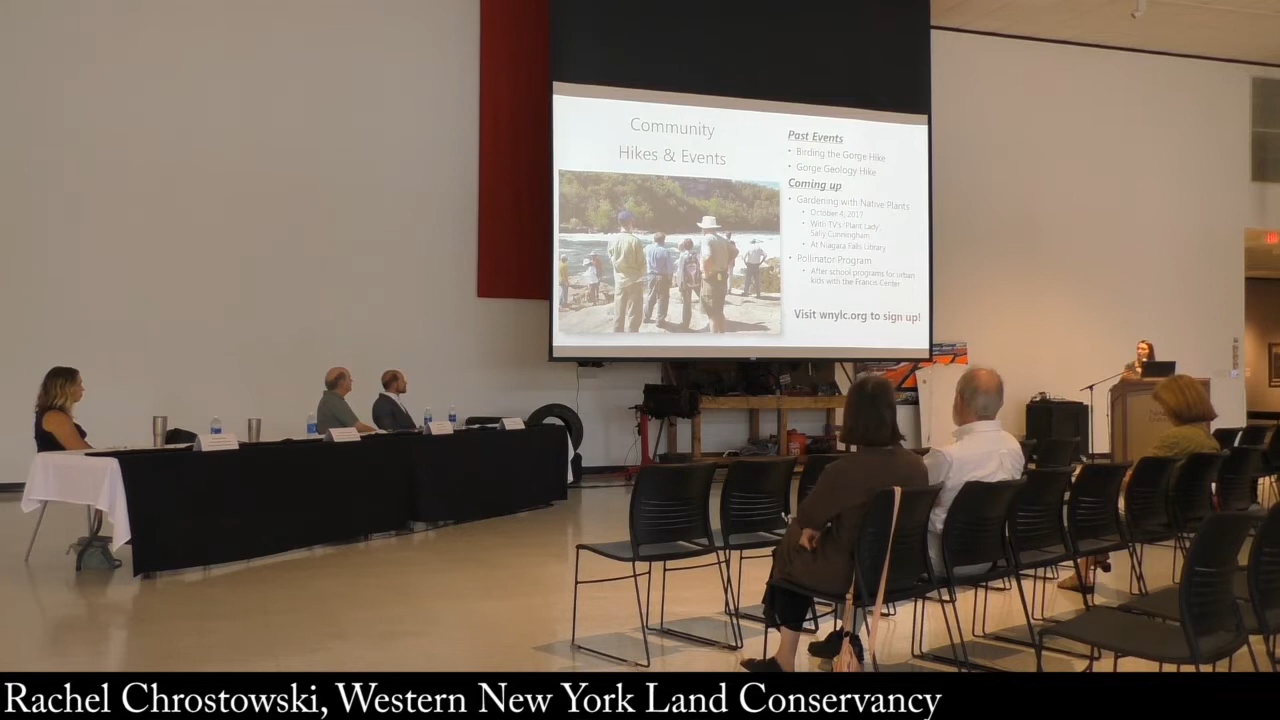 Community
Hikes & Events
Past Events
• Birding the Gorge Hike
• Gorge Geology Hike
Coming up
• Gardening with Native Plants
• October 4, 2017
• With TV's 'Plant Lady',
Sally Cunningham
• At Niagara Falls Library
• Pollinator Program
• After school programs for urban
kids with the Francis Center
Visit wnylc.org to sign up!
Rachel Chrostowski, Western New York Land Conservancy